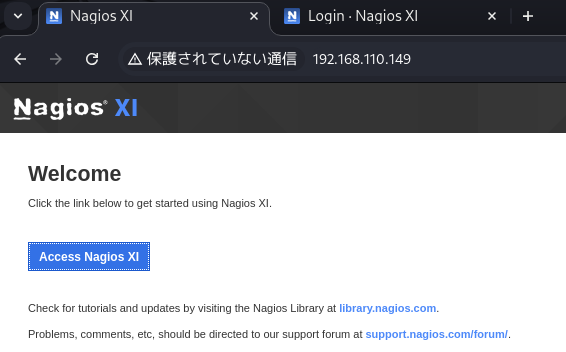 Nagios XI
Login · Nagios XI
保護されていない通信 192.168.110.149
Nagios® XI
Welcome
Click the link below to get started using Nagios XI.
Access Nagios XI
Check for tutorials and updates by visiting the Nagios Library at library.nagios.com.
Problems, comments, etc, should be directed to our support forum at support.nagios.com/forum/.